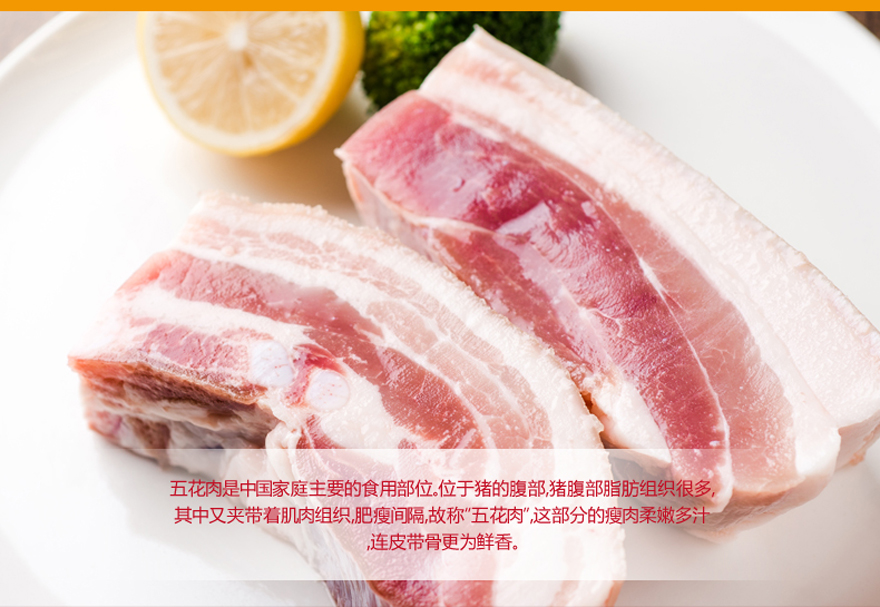 五花肉是中国家庭主要的食用部位.位于猪的腹部,猪腹部脂肪组织很多,
其中又夹带着肌肉组织,肥瘦间隔,故称“五花肉”,这部分的瘦肉柔嫩多汁
,连皮带骨更为鲜香。